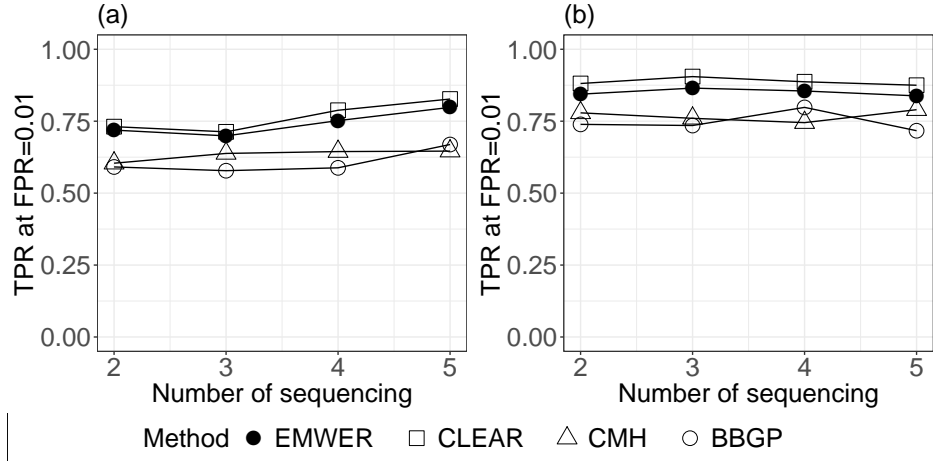 (a)
TPR at FPR=0.01
1.00
0.75
0.50
0.25
0.00
2 3 4 5
Number of sequencing
(b)
TPR at FPR=0.01
1.00
0.75
0.50
0.25
0.00
2 3 4 5
Number of sequencing
Method EMWER CLEAR CMH BBGP